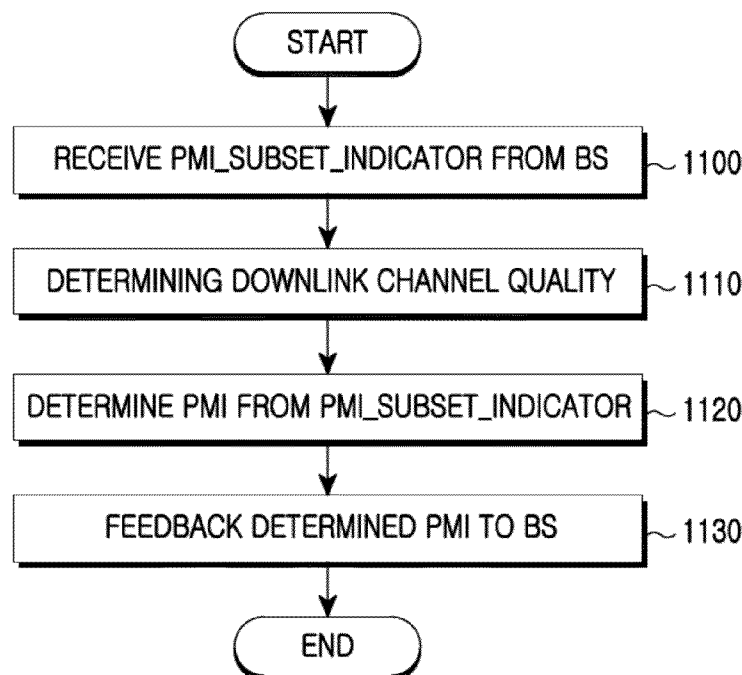 START
RECEIVE PMI_SUBSET_INDICATOR FROM BS
1100
DETERMINING DOWNLINK CHANNEL QUALITY
1110
DETERMINE PMI FROM PMI_SUBSET_INDICATOR
1120
FEEDBACK DETERMINED PMI TO BS
1130
END